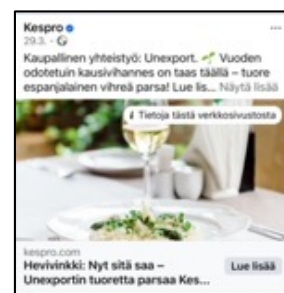 Kespro
29.3. ·
Kaupallinen yhteistyö: Unexport. 🌱 Vuoden
odotetuin kausivihannes on taas täällä – tuore
espanjalainen vihreä parsa! Lue lis... Näytä lisää
i Tietoja tästä verkkosivustosta
kespro.com
Hevivinkki: Nyt sitä saa –
Unexportin tuoretta parsaa Kes...
Lue lisää